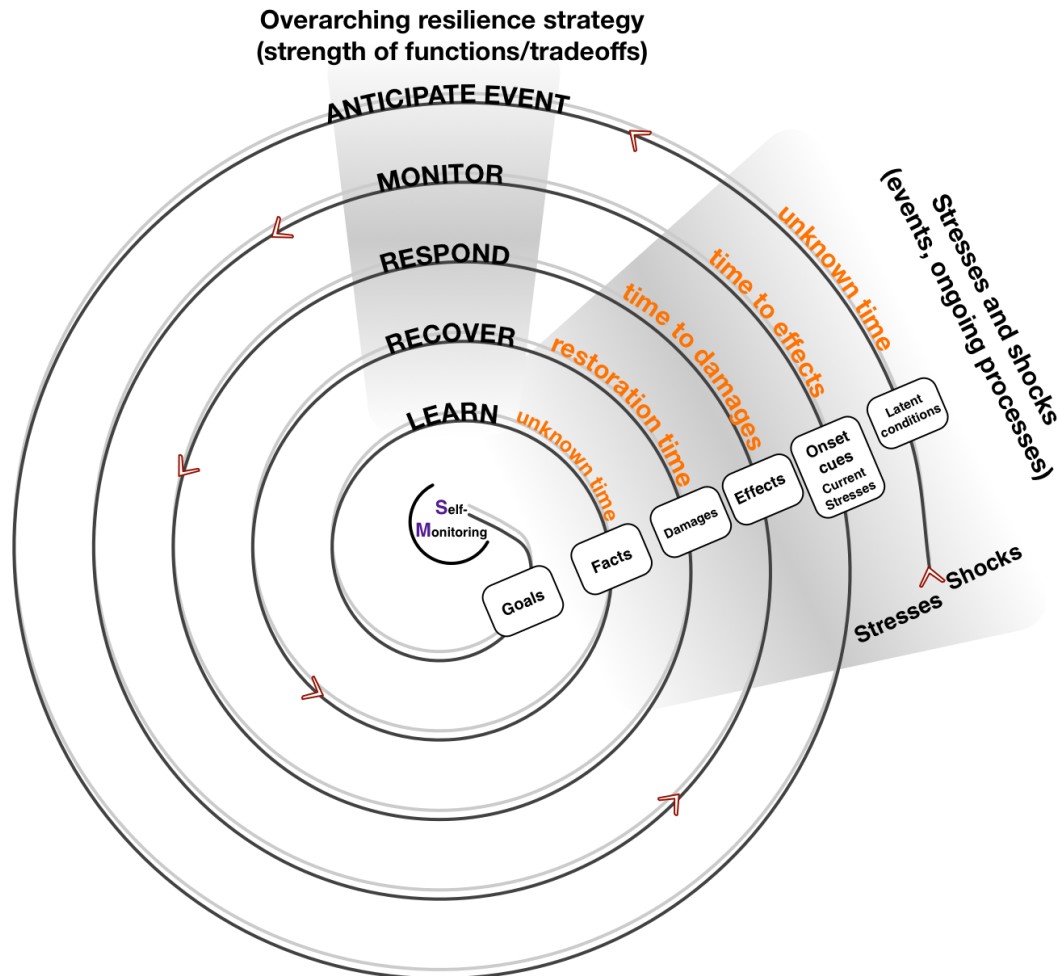 Overarching resilience strategy
(strength of functions/tradeoffs)
ANTICIPATE EVENT
MONITOR
RESPOND
RECOVER
LEARN
unknown time
restoration time
time to damages
time to effects
unknown time
Stresses and shocks
(events, ongoing processes)
Latent
conditions
Onset
cues
Current
Stresses
Effects
Damages
Facts
Goals
Self-
Monitoring
Stresses
Shocks